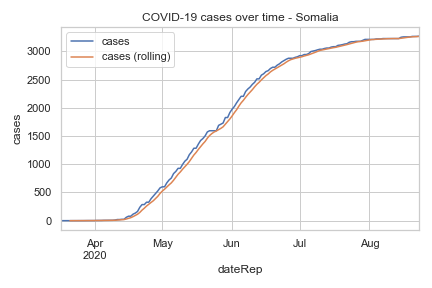 COVID-19 cases over time - Somalia
cases
cases (rolling)
3000
2500
2000
1500
1000
500
0
cases
Apr
2020
May
Jun
Jul
Aug
dateRep